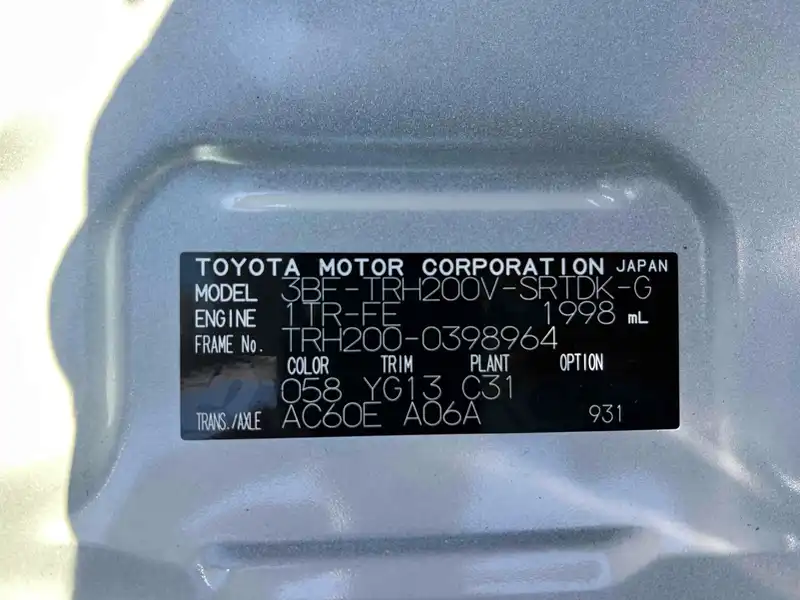 TOYOTA MOTOR CORPORATION JAPAN
MODEL 3BF-TRH200V-SRTDK-G
ENGINE 1TR-FE 1998 mL
FRAME No. TRH200-0398964
COLOR TRIM PLANT OPTION
058 YG13 C31
TRANS./AXLE AC60E A06A 931